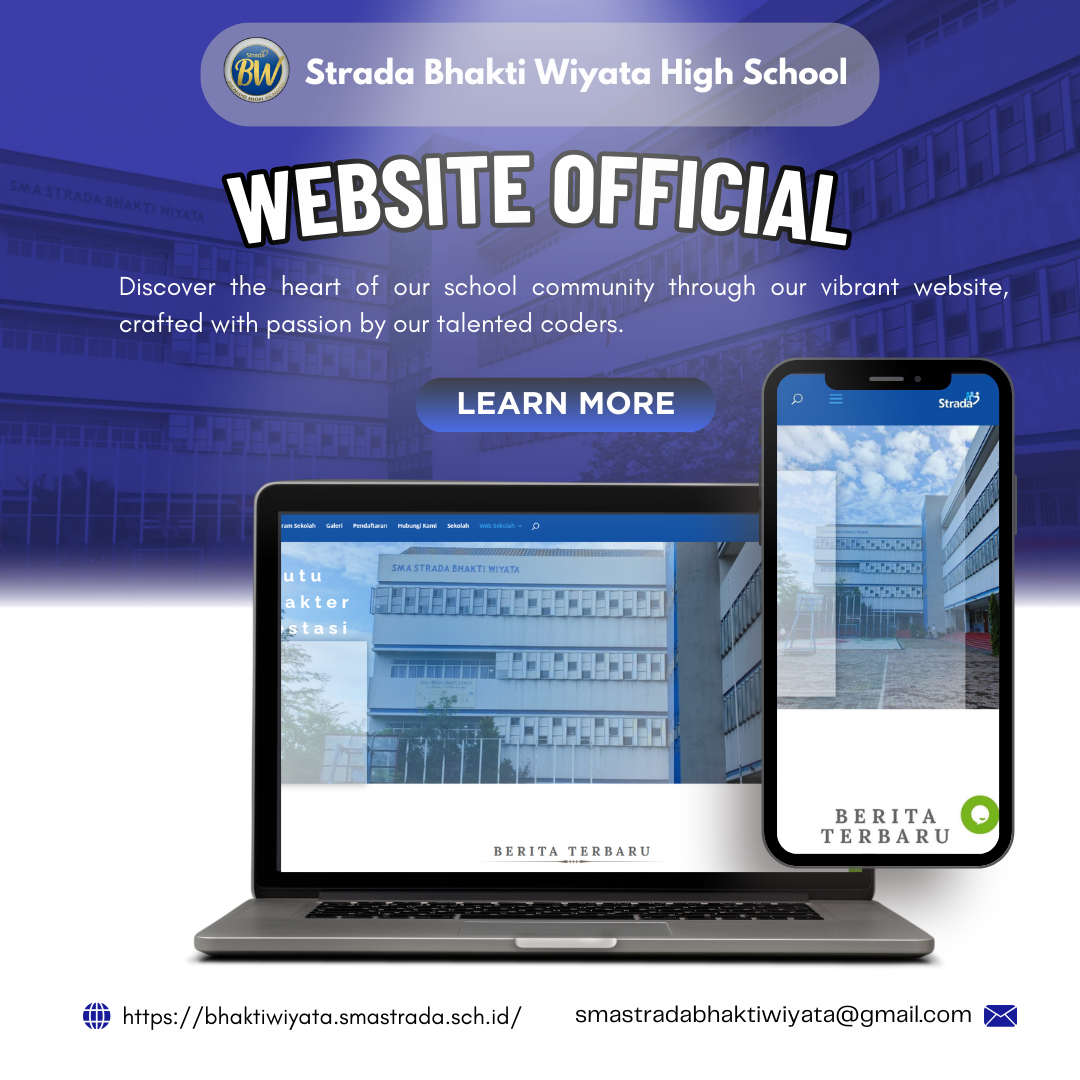 Strada
BW
Strada Bhakti Wiyata High School
SMA STRADA BHAKTI WIYATA
WEBSITE OFFICIAL
Discover the heart of our school community through our vibrant website,
crafted with passion by our talented coders.
LEARN MORE
Strada
ram Sekolah Galeri Pendaftaran Hubungi Kami Sekolah Web Sekolah
utu
akter
stasi
SMA STRADA BHAKTI WIYATA
BERITA TERBARU
BERITA
TERBARU
https://bhaktiwiyata.smastrada.sch.id/
smastradabhaktiwiyata@gmail.com